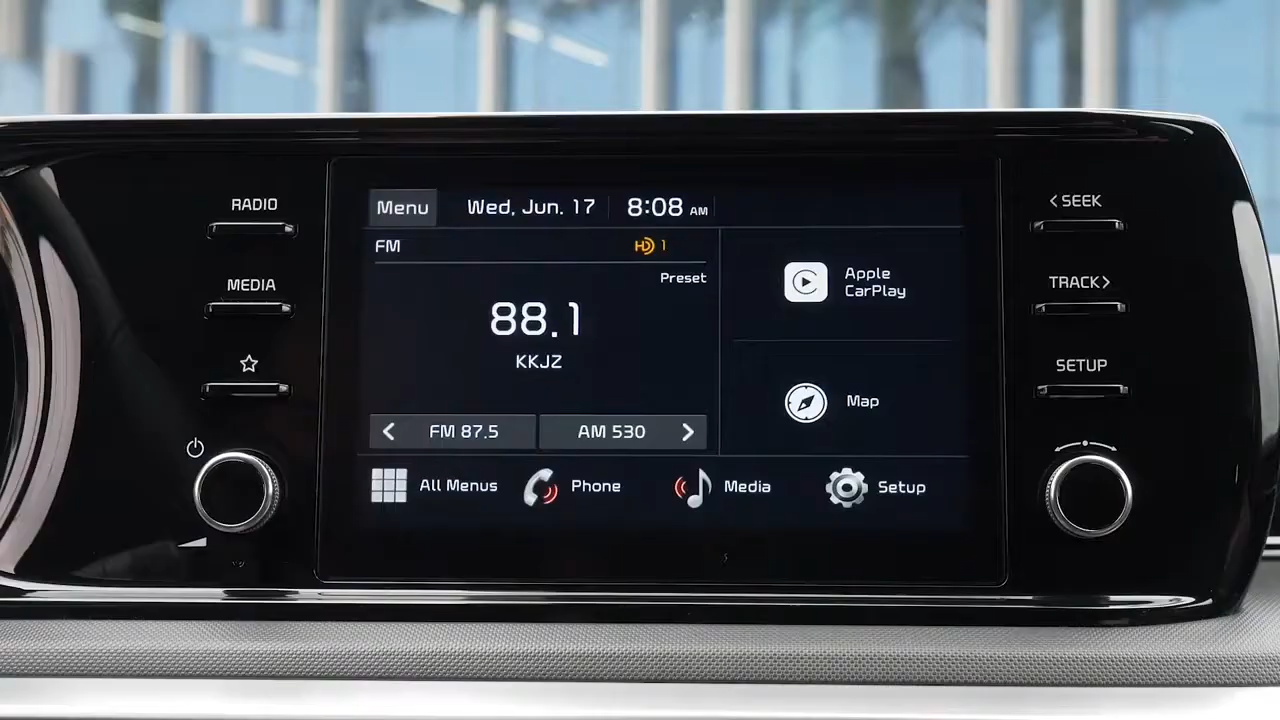 RADIO
MEDIA
Menu
Wed, Jun. 17
8:08 AM
FM
HD 1
Preset
88.1
KKJZ
FM 87.5
AM 530
Apple
CarPlay
Map
All Menus
Phone
Media
Setup
< SEEK
TRACK >
SETUP